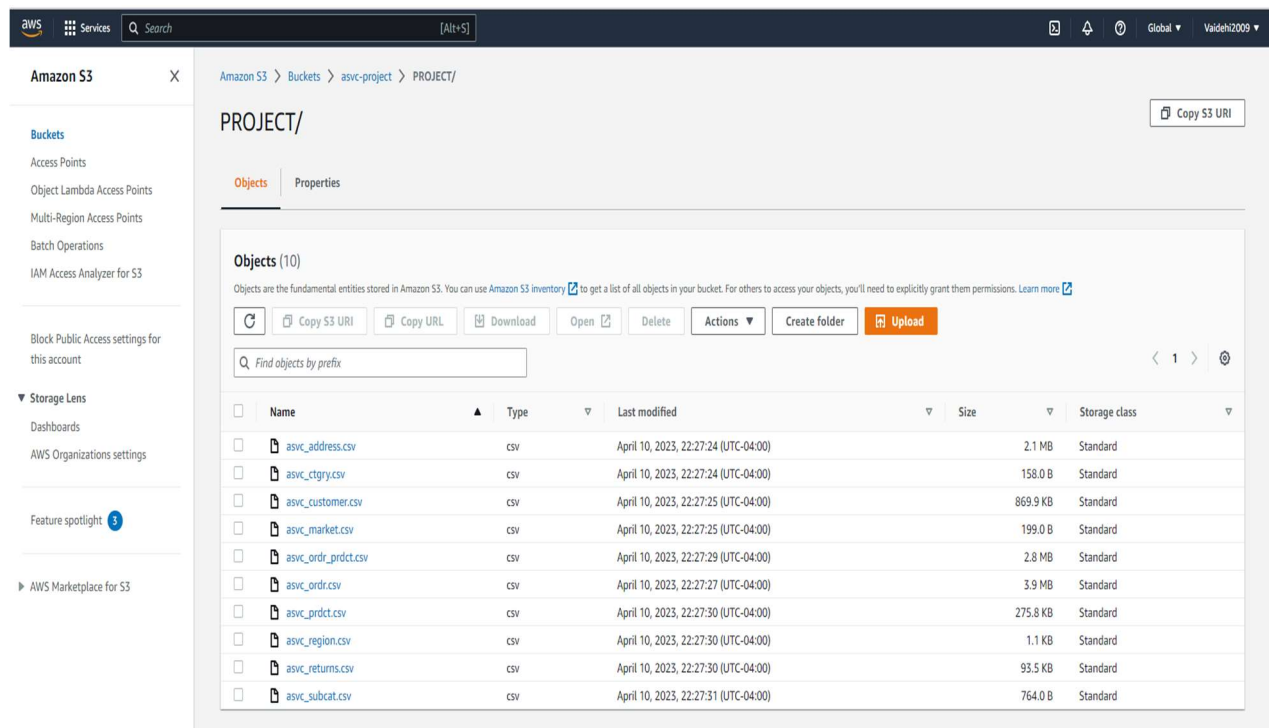 aws Services Search [Alt+S] Global ▼ Vaidehi2009 ▼
Amazon S3 X
Buckets
Access Points
Object Lambda Access Points
Multi-Region Access Points
Batch Operations
IAM Access Analyzer for S3
Block Public Access settings for
this account
▼ Storage Lens
Dashboards
AWS Organizations settings
Feature spotlight 3
▶ AWS Marketplace for S3
Amazon S3 > Buckets > asvc-project > PROJECT/
PROJECT/
Copy S3 URI
Objects Properties
Objects (10)
Objects are the fundamental entities stored in Amazon S3. You can use Amazon S3 inventory to get a list of all objects in your bucket. For others to access your objects, you'll need to explicitly grant them permissions. Learn more
Copy S3 URI Copy URL Download Open Delete Actions ▼ Create folder Upload
Find objects by prefix < 1 >
Name ▲ Type Last modified Size Storage class
asvc_address.csv csv April 10, 2023, 22:27:24 (UTC-04:00) 2.1 MB Standard
asvc_ctgry.csv csv April 10, 2023, 22:27:24 (UTC-04:00) 158.0 B Standard
asvc_customer.csv csv April 10, 2023, 22:27:25 (UTC-04:00) 869.9 KB Standard
asvc_market.csv csv April 10, 2023, 22:27:25 (UTC-04:00) 199.0 B Standard
asvc_ordr_prdct.csv csv April 10, 2023, 22:27:29 (UTC-04:00) 2.8 MB Standard
asvc_ordr.csv csv April 10, 2023, 22:27:27 (UTC-04:00) 3.9 MB Standard
asvc_prdct.csv csv April 10, 2023, 22:27:30 (UTC-04:00) 275.8 KB Standard
asvc_region.csv csv April 10, 2023, 22:27:30 (UTC-04:00) 1.1 KB Standard
asvc_returns.csv csv April 10, 2023, 22:27:30 (UTC-04:00) 93.5 KB Standard
asvc_subcat.csv csv April 10, 2023, 22:27:31 (UTC-04:00) 764.0 B Standard